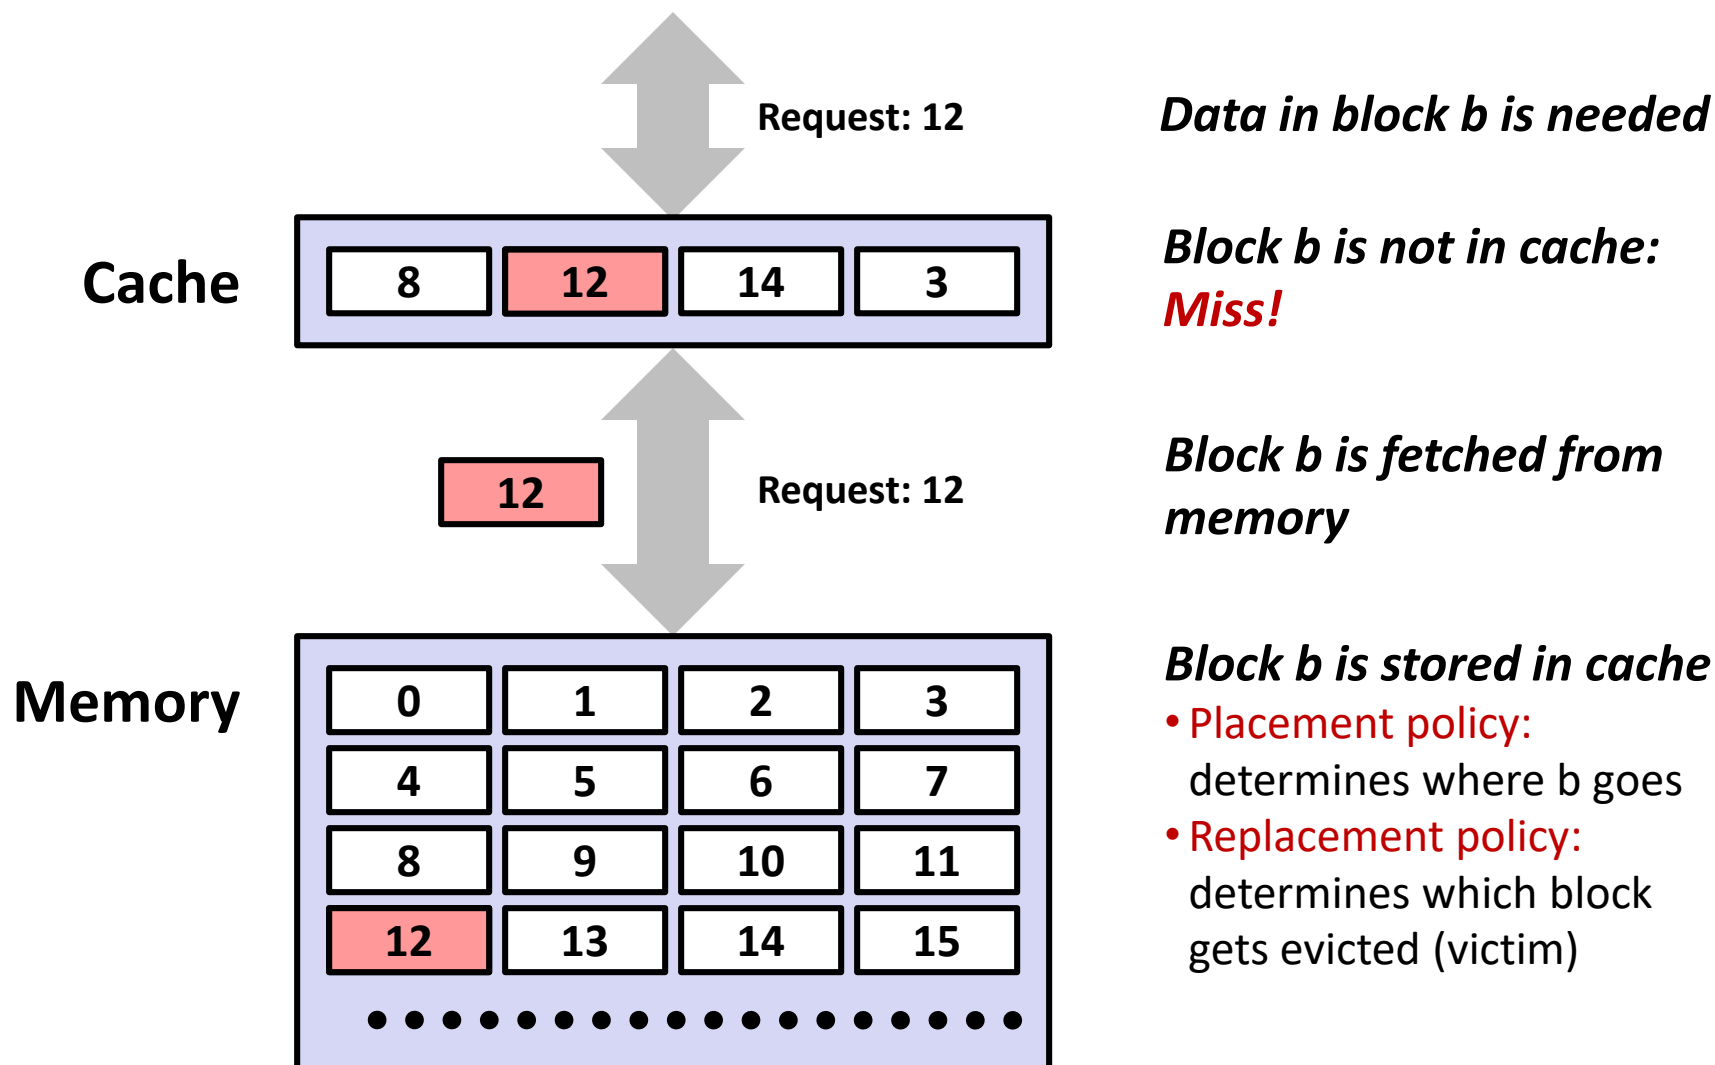 Request: 12
Data in block b is needed
Cache
8 12 14 3
Block b is not in cache:
Miss!
12
Request: 12
Block b is fetched from
memory
Memory
0 1 2 3
4 5 6 7
8 9 10 11
12 13 14 15
Block b is stored in cache
• Placement policy:
determines where b goes
• Replacement policy:
determines which block
gets evicted (victim)